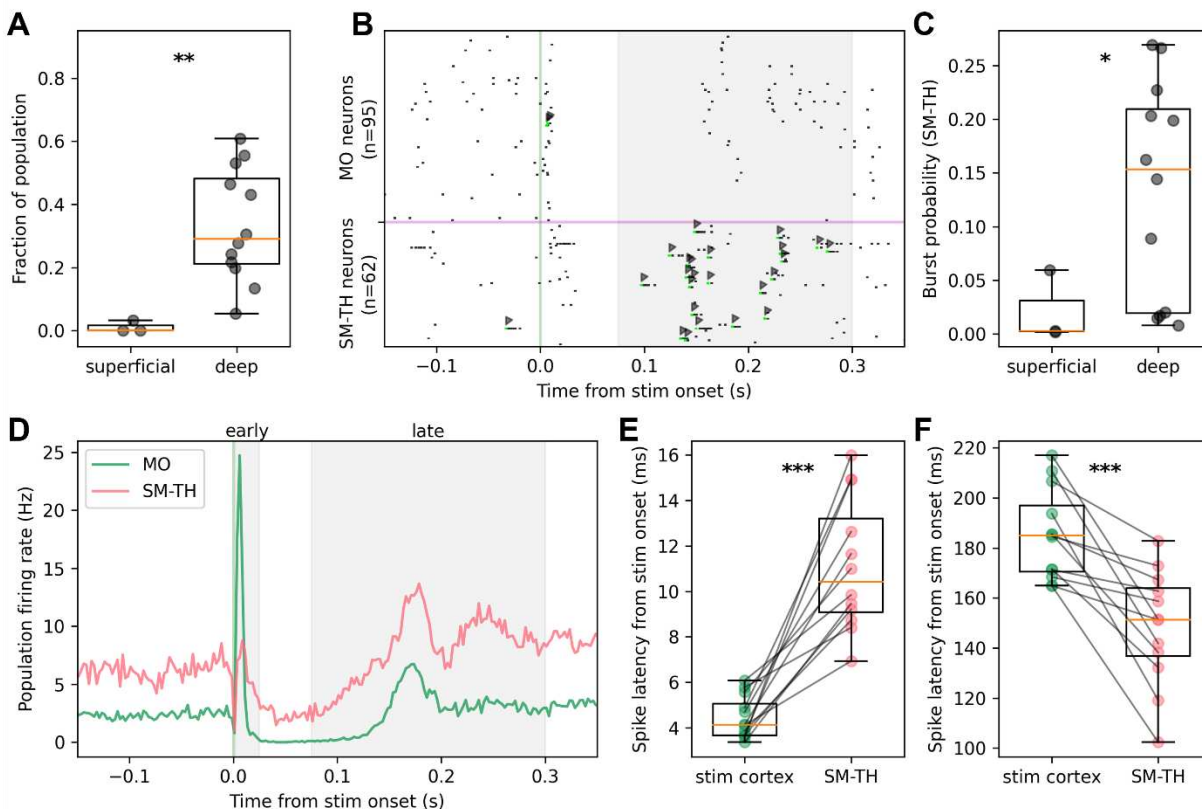 A
**
Fraction of population
0.8
0.6
0.4
0.2
0.0
superficial
deep
B
MO neurons
(n=95)
SM-TH neurons
(n=62)
−0.1
0.0
0.1
0.2
0.3
Time from stim onset (s)
C
*
Burst probability (SM-TH)
0.25
0.20
0.15
0.10
0.05
0.00
superficial
deep
D
early
late
MO
SM-TH
Population firing rate (Hz)
25
20
15
10
5
0
−0.1
0.0
0.1
0.2
0.3
Time from stim onset (s)
E
***
Spike latency from stim onset (ms)
16
14
12
10
8
6
4
stim cortex
SM-TH
F
***
Spike latency from stim onset (ms)
220
200
180
160
140
120
100
stim cortex
SM-TH